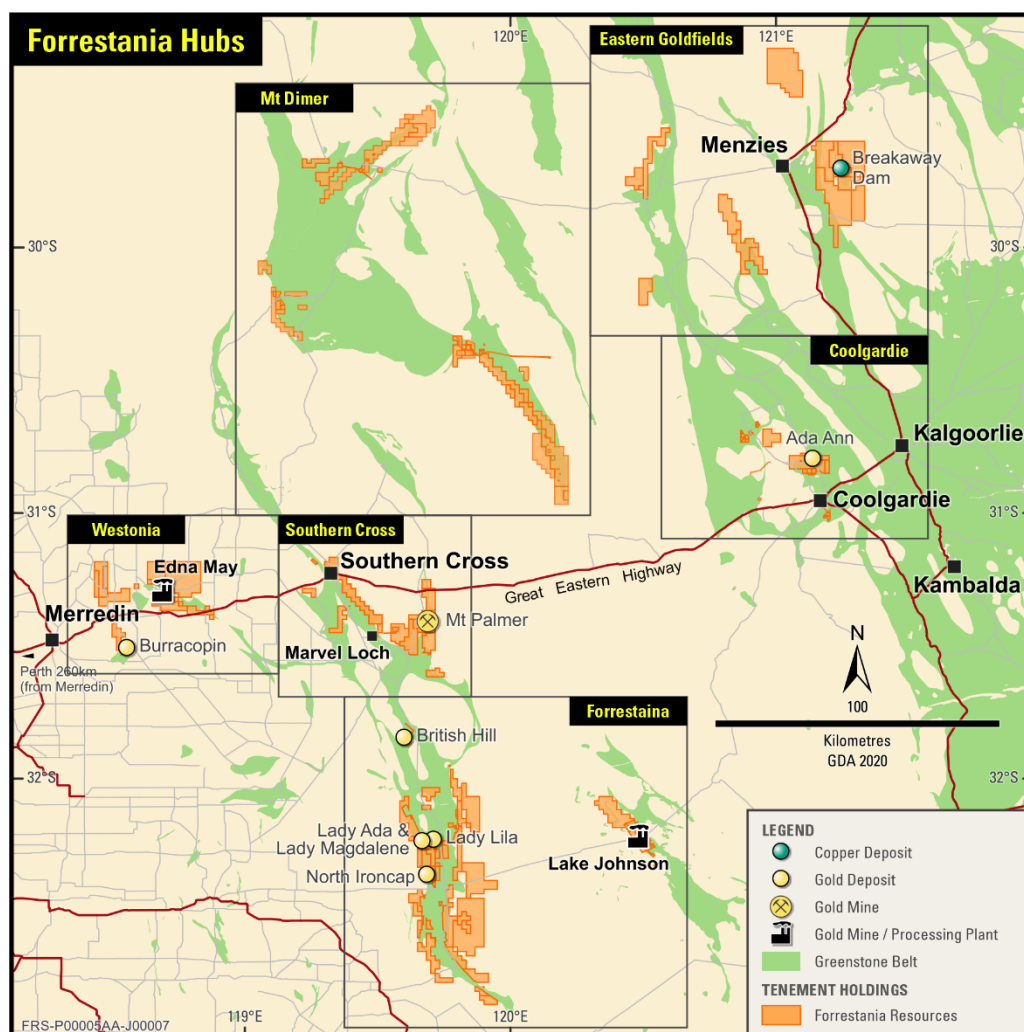 Forrestania Hubs
120°E
Eastern Goldfields
121°E
Mt Dimer
Menzies
Breakaway
Dam
30°S
30°S
Coolgardie
Ada Ann
Kalgoorlie
Coolgardie
31°S
31°S
Westonia
Southern Cross
Edna May
Southern Cross
Great Eastern Highway
Kambalda
Merredin
Mt Palmer
Burracopin
Marvel Loch
Perth 260km
(from Merredin)
N
100
Kilometres
GDA 2020
Forrestaina
British Hill
32°S
32°S
Lady Ada &
Lady Magdalene
Lady Lila
North Ironcap
Lake Johnson
LEGEND
Copper Deposit
Gold Deposit
Gold Mine
Gold Mine / Processing Plant
Greenstone Belt
TENEMENT HOLDINGS
Forrestania Resources
119°E
120°E
FRS-P00005AA-J00007